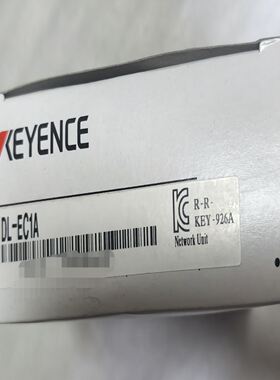 KEYENCE
DL-EC1A
R-R-
KEY-926A
Network Unit